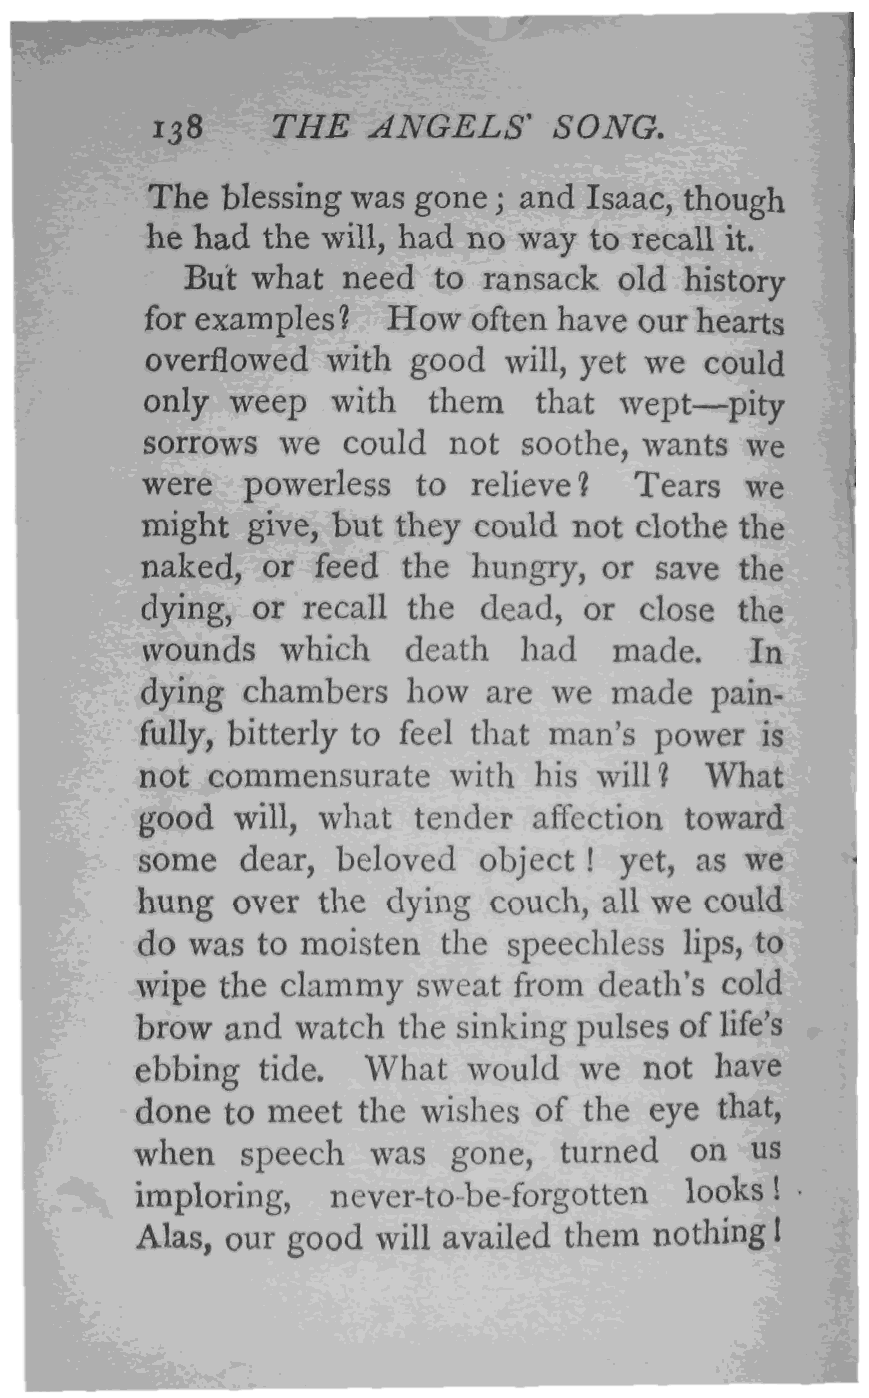 138 THE ANGELS' SONG.
The blessing was gone; and Isaac, though
he had the will, had no way to recall it.
But what need to ransack old history
for examples? How often have our hearts
overflowed with good will, yet we could
only weep with them that wept—pity
sorrows we could not soothe, wants we
were powerless to relieve? Tears we
might give, but they could not clothe the
naked, or feed the hungry, or save the
dying, or recall the dead, or close the
wounds which death had made. In
dying chambers how are we made pain-
fully, bitterly to feel that man's power is
not commensurate with his will? What
good will, what tender affection toward
some dear, beloved object! yet, as we
hung over the dying couch, all we could
do was to moisten the speechless lips, to
wipe the clammy sweat from death's cold
brow and watch the sinking pulses of life's
ebbing tide. What would we not have
done to meet the wishes of the eye that,
when speech was gone, turned on us
imploring, never-to-be-forgotten looks!
Alas, our good will availed them nothing!